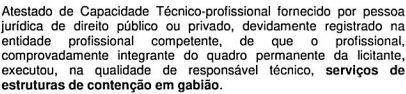 Atestado de Capacidade Técnico-profissional fornecido por pessoa
jurídica de direito público ou privado, devidamente registrado na
entidade profissional competente, de que o profissional,
comprovadamente integrante do quadro permanente da licitante,
executou, na qualidade de responsável técnico, serviços de
estruturas de contenção em gabião.